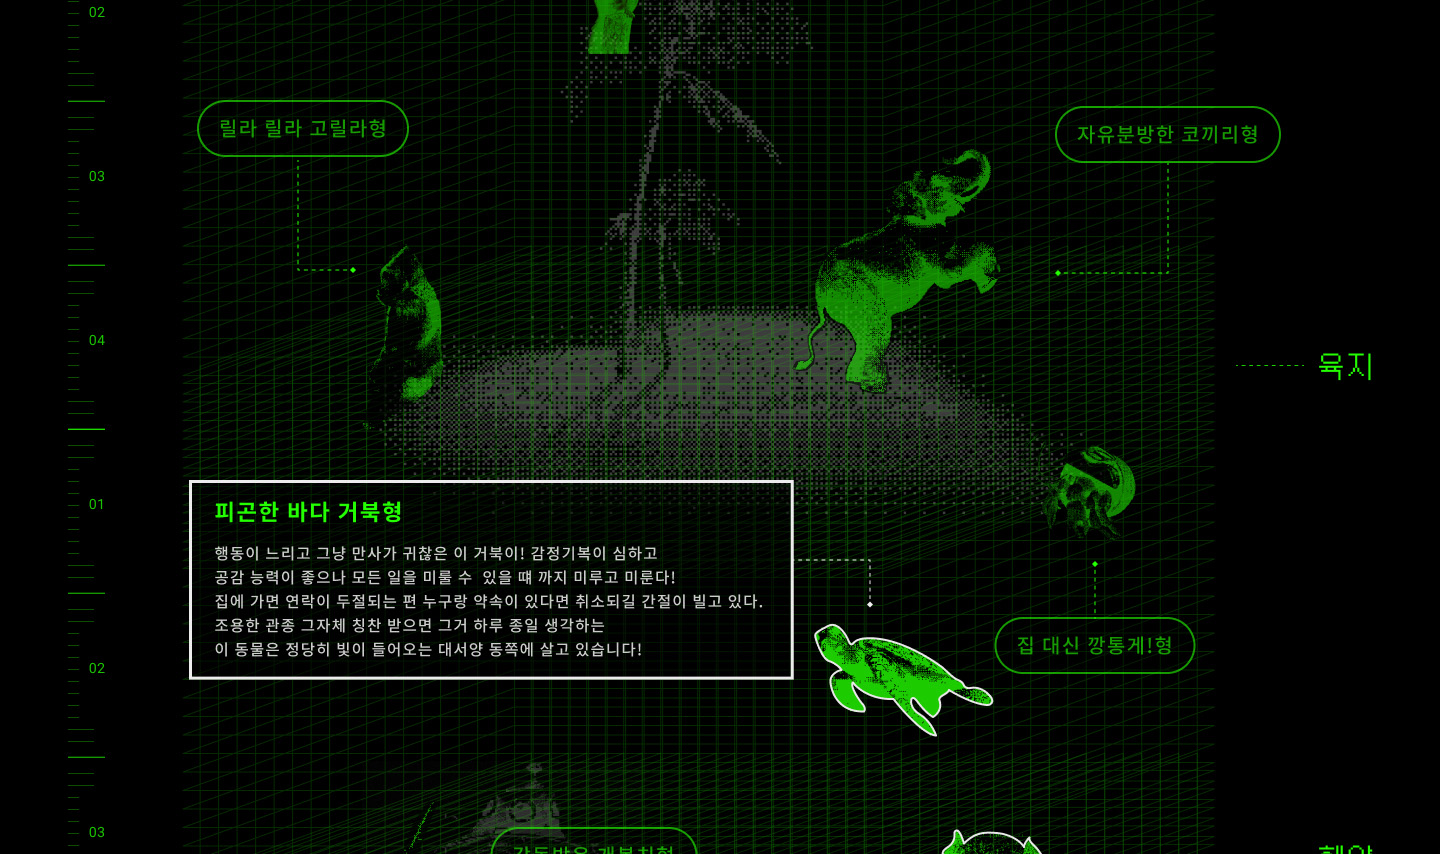 02
릴라 릴라 고릴라형
자유분방한 코끼리형
03
04
육지
01
피곤한 바다 거북형
행동이 느리고 그냥 만사가 귀찮은 이 거북이! 감정기복이 심하고
공감 능력이 좋으나 모든 일을 미룰 수 있을 떄 까지 미루고 미룬다!
집에 가면 연락이 두절되는 편 누구랑 약속이 있다면 취소되길 간절이 빌고 있다.
조용한 관종 그자체 칭찬 받으면 그거 하루 종일 생각하는
이 동물은 정당히 빛이 들어오는 대서양 동쪽에 살고 있습니다!
집 대신 깡통게!형
02
03